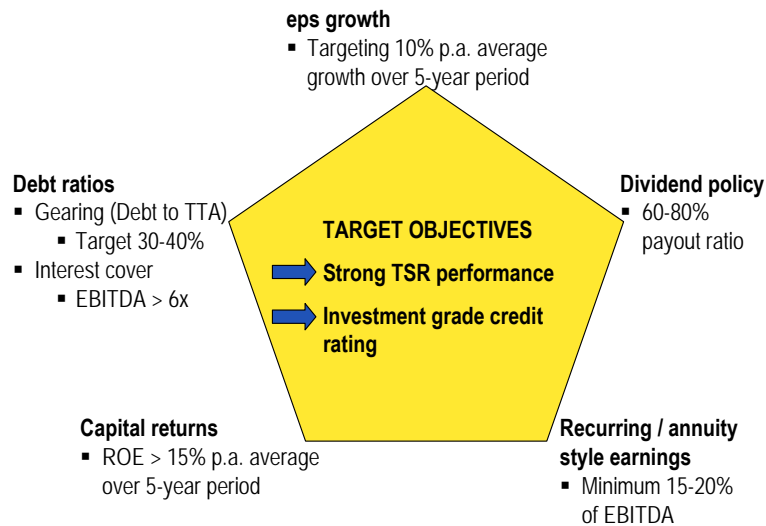 eps growth
▪ Targeting 10% p.a. average
growth over 5-year period
Debt ratios
▪ Gearing (Debt to TTA)
▪ Target 30-40%
▪ Interest cover
▪ EBITDA > 6x
Dividend policy
▪ 60-80%
payout ratio
TARGET OBJECTIVES
Strong TSR performance
Investment grade credit
rating
Capital returns
▪ ROE > 15% p.a. average
over 5-year period
Recurring / annuity
style earnings
▪ Minimum 15-20%
of EBITDA